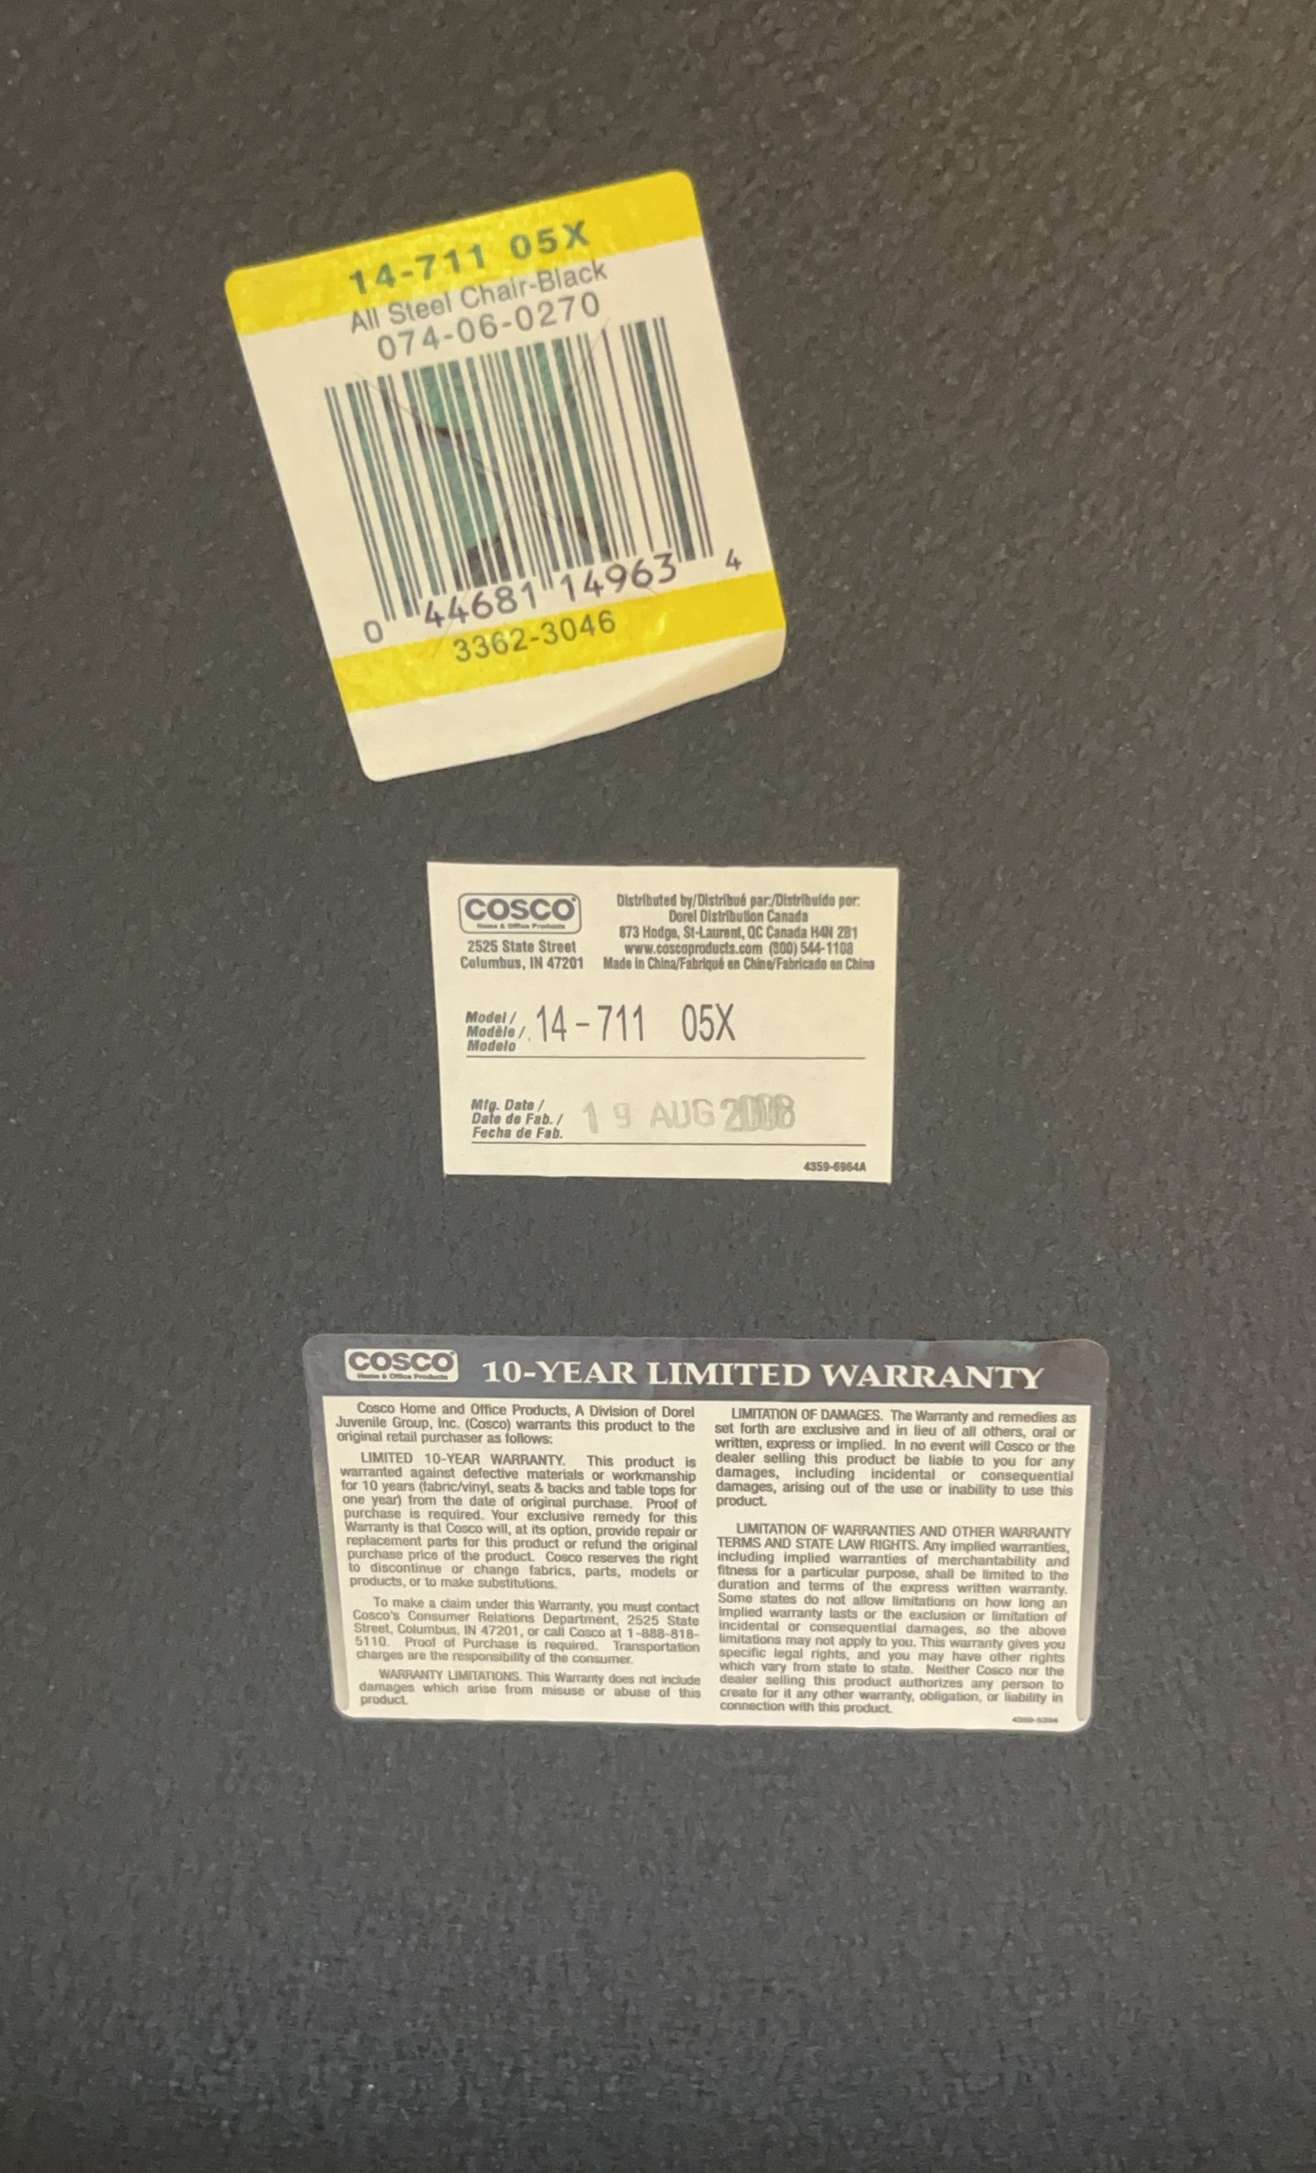 14-711 05X
All Steel Chair-Black
074-06-0270
0 44681 14963 4
3362-3046
COSCO
Home & Office Products
2525 State Street
Columbus, IN 47201
Distributed by/Distribué par:/Distribuido por:
Dorel Distribution Canada
873 Hodge, St-Laurent, QC Canada H4N 2B1
www.coscoproducts.com (800) 544-1108
Made in China/Fabriqué en Chine/Fabricado en China
Model /
Modèle /
Modelo
14-711 05X
Mfg. Date /
Date de Fab. /
Fecha de Fab.
19 AUG 2008
4359-6964A
COSCO
Home & Office Products
10-YEAR LIMITED WARRANTY
Cosco Home and Office Products, A Division of Dorel
Juvenile Group, Inc. (Cosco) warrants this product to the
original retail purchaser as follows:
LIMITED 10-YEAR WARRANTY. This product is
warranted against defective materials or workmanship
for 10 years (fabric/vinyl, seats & backs and table tops for
one year) from the date of original purchase. Proof of
purchase is required. Your exclusive remedy for this
Warranty is that Cosco will, at its option, provide repair or
replacement parts for this product or refund the original
purchase price of the product. Cosco reserves the right
to discontinue or change fabrics, parts, models or
products, or to make substitutions.
To make a claim under this Warranty, you must contact
Cosco's Consumer Relations Department, 2525 State
Street, Columbus, IN 47201, or call Cosco at 1-888-818-
5110. Proof of Purchase is required. Transportation
charges are the responsibility of the consumer.
WARRANTY LIMITATIONS. This Warranty does not include
damages which arise from misuse or abuse of this
product.
LIMITATION OF DAMAGES. The Warranty and remedies as
set forth are exclusive and in lieu of all others, oral or
written, express or implied. In no event will Cosco or the
dealer selling this product be liable to you for any
damages, including incidental or consequential
damages, arising out of the use or inability to use this
product.
LIMITATION OF WARRANTIES AND OTHER WARRANTY
TERMS AND STATE LAW RIGHTS. Any implied warranties,
including implied warranties of merchantability and
fitness for a particular purpose, shall be limited to the
duration and terms of the express written warranty.
Some states do not allow limitations on how long an
implied warranty lasts or the exclusion or limitation of
incidental or consequential damages, so the above
limitations may not apply to you. This warranty gives you
specific legal rights, and you may have other rights
which vary from state to state. Neither Cosco nor the
dealer selling this product authorizes any person to
create for it any other warranty, obligation, or liability in
connection with this product.